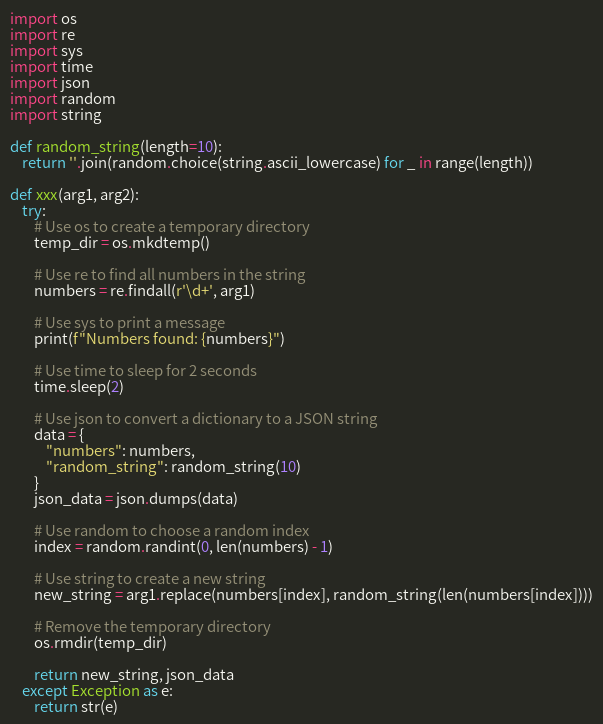 import os
import re
import sys
import time
import json
import random
import string

def random_string(length=10):
    return ''.join(random.choice(string.ascii_lowercase) for _ in range(length))

def xxx(arg1, arg2):
    try:
        # Use os to create a temporary directory
        temp_dir = os.mkdtemp()

        # Use re to find all numbers in the string
        numbers = re.findall(r'\d+', arg1)

        # Use sys to print a message
        print(f"Numbers found: {numbers}")

        # Use time to sleep for 2 seconds
        time.sleep(2)

        # Use json to convert a dictionary to a JSON string
        data = {
            "numbers": numbers,
            "random_string": random_string(10)
        }
        json_data = json.dumps(data)

        # Use random to choose a random index
        index = random.randint(0, len(numbers) - 1)

        # Use string to create a new string
        new_string = arg1.replace(numbers[index], random_string(len(numbers[index])))

        # Remove the temporary directory
        os.rmdir(temp_dir)

        return new_string, json_data
    except Exception as e:
        return str(e)